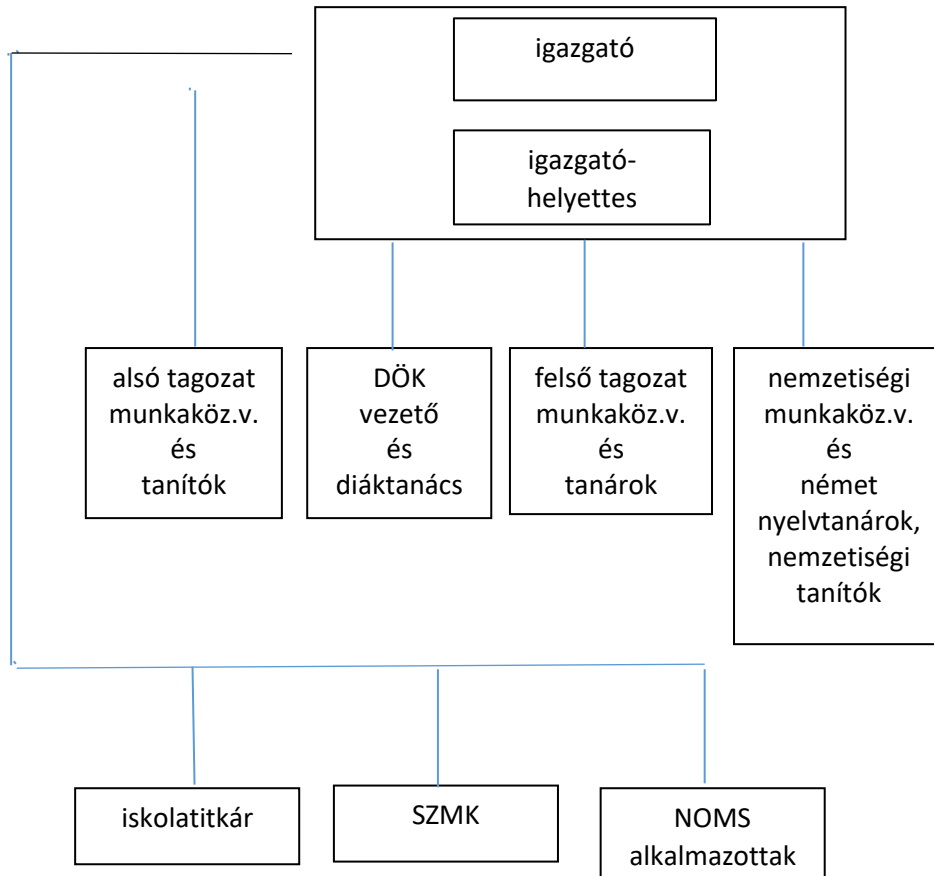 igazgató
igazgató-
helyettes
alsó tagozat
munkaköz.v.
és
tanítók
DÖK
vezető
és
diáktanács
felső tagozat
munkaköz.v.
és
tanárok
nemzetiségi
munkaköz.v.
és
német
nyelvtanárok,
nemzetiségi
tanítók
iskolatitkár
SZMK
NOMS
alkalmazottak